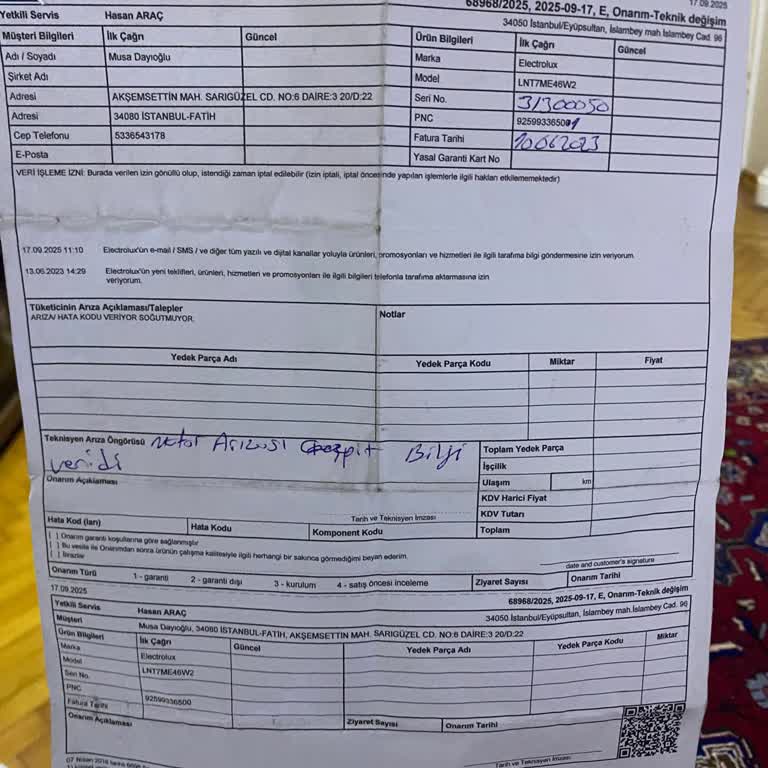 17.09.2025
68968/2025, 2025-09-17, E, Onarım-Teknik değişim
Yetkili Servis Hasan ARAÇ
34050 İstanbul/Eyüpsultan, İslambey mah.İslambey Cad. 96
Müşteri Bilgileri İlk Çağrı Güncel
Adı / Soyadı Musa Dayıoğlu
Şirket Adı
Adresi AKŞEMSETTİN MAH. SARIGÜZEL CD. NO:6 DAİRE:3 20/D:22
Adresi 34080 İSTANBUL-FATİH
Cep Telefonu 5336543178
E-Posta
Ürün Bilgileri İlk Çağrı Güncel
Marka Electrolux
Model LNT7ME46W2
Seri No. 31300050
PNC 925993365
Fatura Tarihi
Yasal Garanti Kart No
VERİ İŞLEME İZNİ: Burada verilen izin gönüllü olup, istendiği zaman iptal edilebilir (izin iptali, iptal öncesinde yapılan işlemlerle ilgili hakları etkilememektedir)
17.09.2025 11:10 Electrolux'ün e-mail / SMS / ve diğer tüm yazılı ve dijital kanallar yoluyla ürünleri, promosyonları ve hizmetleri ile ilgili tarafıma bilgi göndermesine izin veriyorum.
13.06.2023 14:29 Electrolux'ün yeni teklifleri, ürünleri, hizmetleri ve promosyonları ile ilgili bilgileri telefonla tarafıma aktarmasına izin
veriyorum.
Tüketicinin Arıza Açıklaması/Talepler
ARIZA/ HATA KODU VERİYOR SOĞUTMUYOR.
Notlar
Yedek Parça Adı Yedek Parça Kodu Miktar Fiyat
Teknisyen Arıza Öngörüsü Motor Arızası Bilgi
verildi
Onarım Açıklaması
Toplam Yedek Parça
İşçilik
Ulaşım km
KDV Harici Fiyat
KDV Tutarı
Toplam
Tarih ve Teknisyen İmzası
Hata Kod (ları) Hata Kodu Komponent Kodu
[ ] Onarım garanti koşullarına göre sağlanmıştır
[ ] Bu vesile ile Onarımdan sonra ürünün çalışma kalitesiyle ilgili herhangi bir sakınca görmediğimi beyan ederim.
[ ] İtirazlar
date and customer's signature
Onarım Türü 1 - garanti 2 - garanti dışı 3 - kurulum 4 - satış öncesi inceleme Ziyaret Sayısı Onarım Tarihi
17.09.2025
68968/2025, 2025-09-17, E, Onarım-Teknik değişim
Yetkili Servis Hasan ARAÇ
34050 İstanbul/Eyüpsultan, İslambey mah.İslambey Cad. 96
Müşteri Musa Dayıoğlu, 34080 İSTANBUL-FATİH, AKŞEMSETTİN MAH. SARIGÜZEL CD. NO:6 DAİRE:3 20/D:22
Ürün Bilgileri İlk Çağrı Güncel Yedek Parça Adı Yedek Parça Kodu Miktar
Marka Electrolux
Model LNT7ME46W2
Seri No.
PNC 92599336500
Fatura Tarihi
Onarım Açıklaması
Ziyaret Sayısı Onarım Tarihi
Tarih ve Teknisyen İmzası